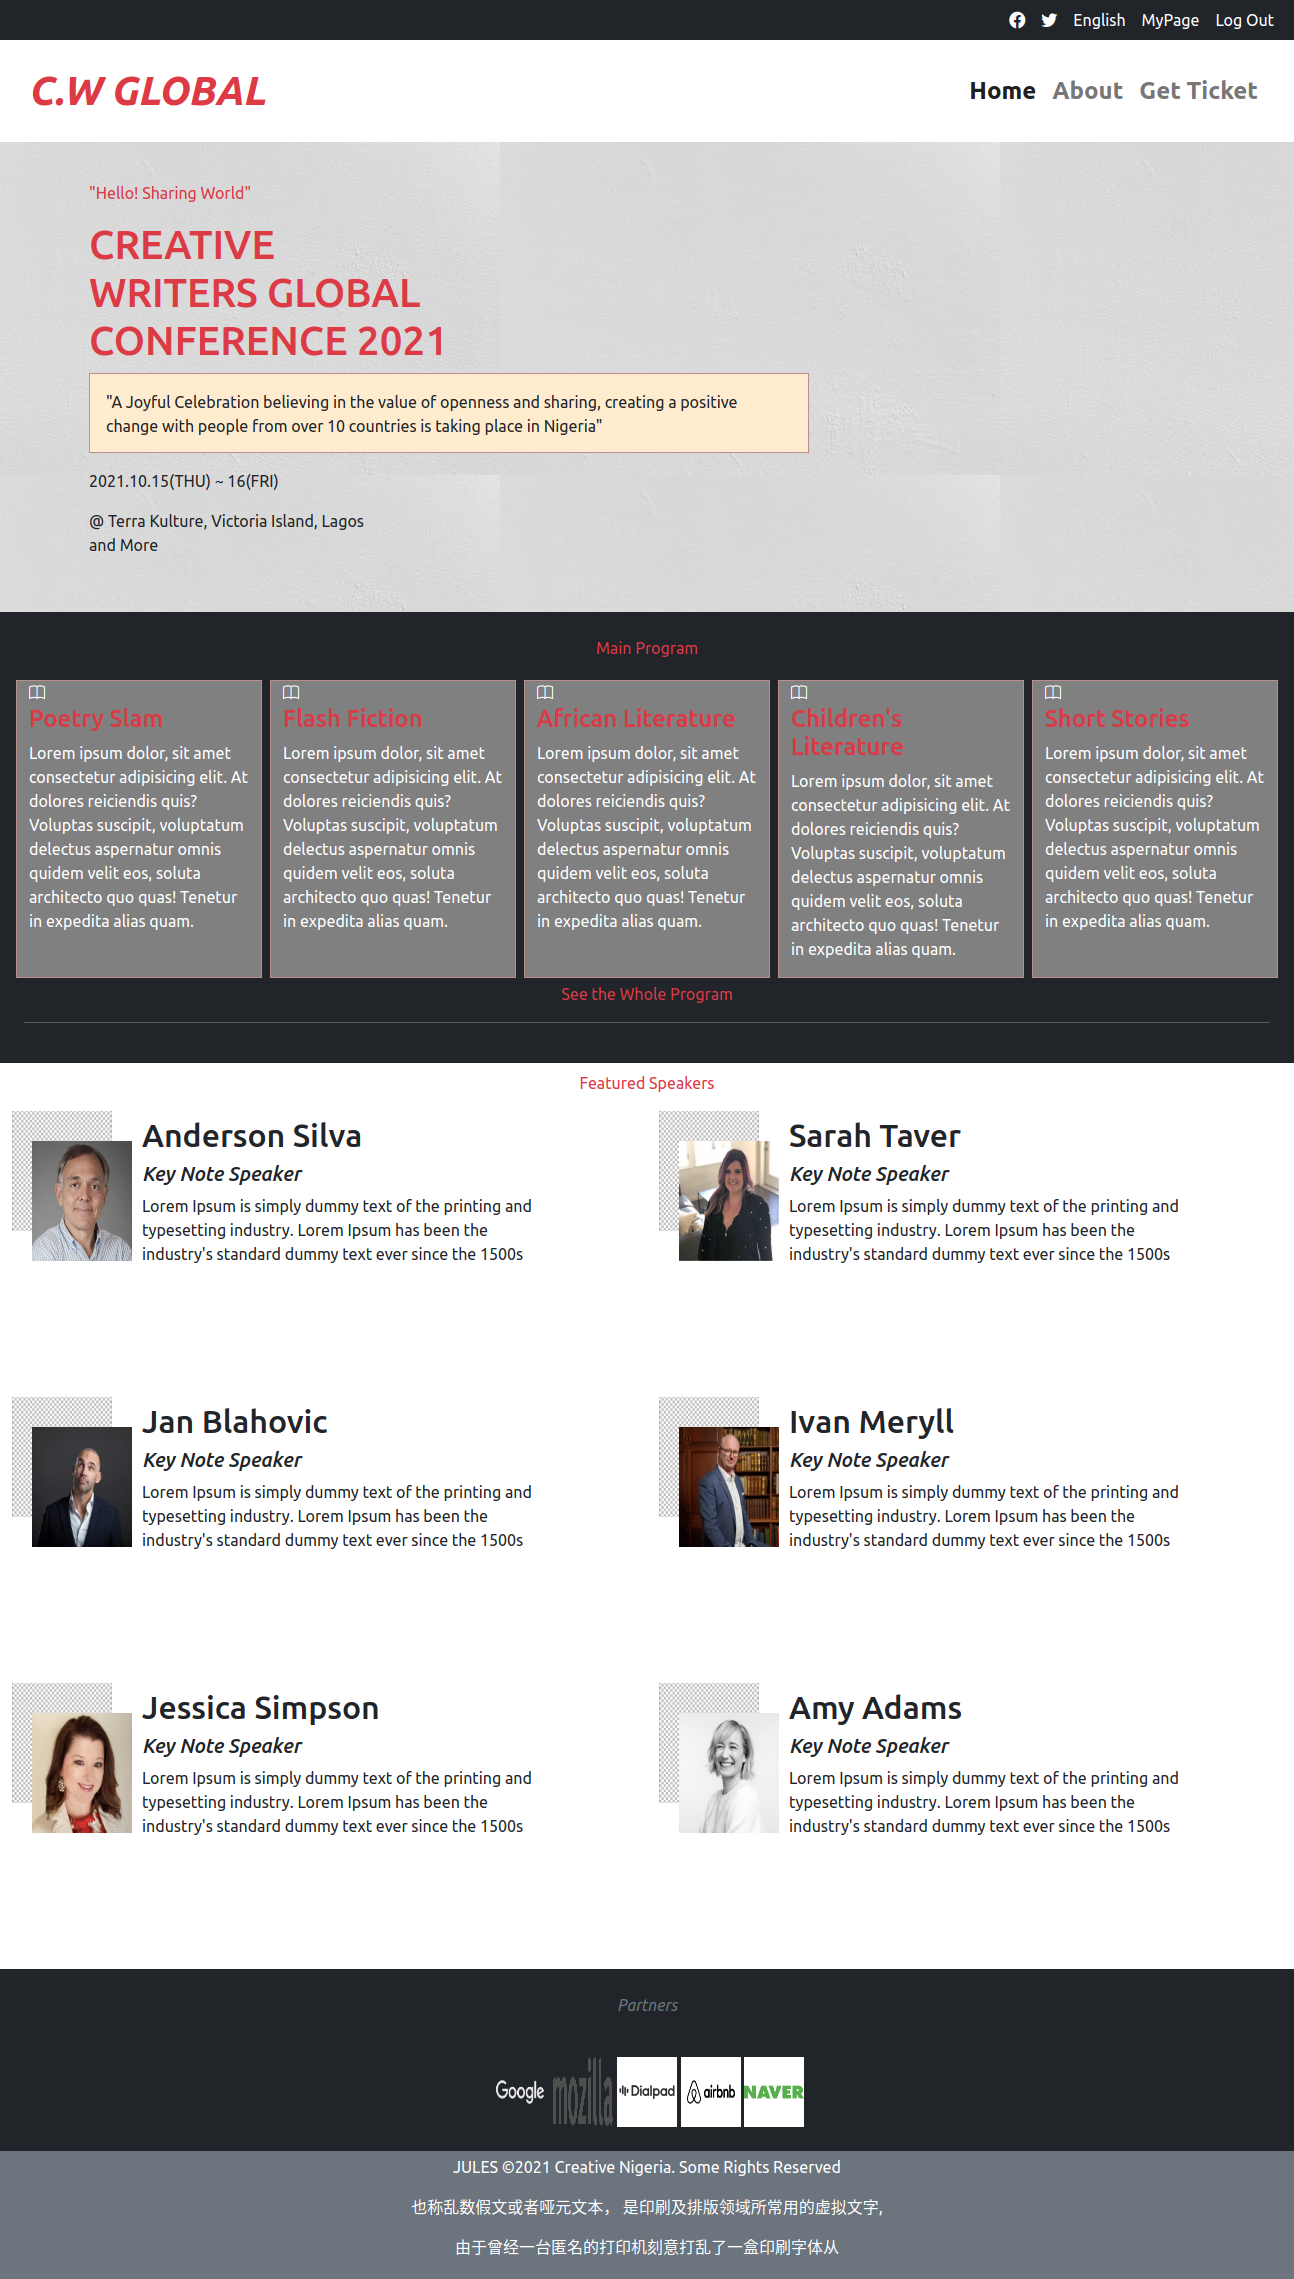 English MyPage Log Out
C.W GLOBAL
Home About Get Ticket
"Hello! Sharing World"
CREATIVE
WRITERS GLOBAL
CONFERENCE 2021
"A Joyful Celebration believing in the value of openness and sharing, creating a positive
change with people from over 10 countries is taking place in Nigeria"
2021.10.15(THU) ~ 16(FRI)
@ Terra Kulture, Victoria Island, Lagos
and More
Main Program
Poetry Slam
Lorem ipsum dolor, sit amet
consectetur adipisicing elit. At
dolores reiciendis quis?
Voluptas suscipit, voluptatum
delectus aspernatur omnis
quidem velit eos, soluta
architecto quo quas! Tenetur
in expedita alias quam.
Flash Fiction
Lorem ipsum dolor, sit amet
consectetur adipisicing elit. At
dolores reiciendis quis?
Voluptas suscipit, voluptatum
delectus aspernatur omnis
quidem velit eos, soluta
architecto quo quas! Tenetur
in expedita alias quam.
African Literature
Lorem ipsum dolor, sit amet
consectetur adipisicing elit. At
dolores reiciendis quis?
Voluptas suscipit, voluptatum
delectus aspernatur omnis
quidem velit eos, soluta
architecto quo quas! Tenetur
in expedita alias quam.
Children's
Literature
Lorem ipsum dolor, sit amet
consectetur adipisicing elit. At
dolores reiciendis quis?
Voluptas suscipit, voluptatum
delectus aspernatur omnis
quidem velit eos, soluta
architecto quo quas! Tenetur
in expedita alias quam.
Short Stories
Lorem ipsum dolor, sit amet
consectetur adipisicing elit. At
dolores reiciendis quis?
Voluptas suscipit, voluptatum
delectus aspernatur omnis
quidem velit eos, soluta
architecto quo quas! Tenetur
in expedita alias quam.
See the Whole Program
Featured Speakers
Anderson Silva
Key Note Speaker
Lorem Ipsum is simply dummy text of the printing and
typesetting industry. Lorem Ipsum has been the
industry's standard dummy text ever since the 1500s
Sarah Taver
Key Note Speaker
Lorem Ipsum is simply dummy text of the printing and
typesetting industry. Lorem Ipsum has been the
industry's standard dummy text ever since the 1500s
Jan Blahovic
Key Note Speaker
Lorem Ipsum is simply dummy text of the printing and
typesetting industry. Lorem Ipsum has been the
industry's standard dummy text ever since the 1500s
Ivan Meryll
Key Note Speaker
Lorem Ipsum is simply dummy text of the printing and
typesetting industry. Lorem Ipsum has been the
industry's standard dummy text ever since the 1500s
Jessica Simpson
Key Note Speaker
Lorem Ipsum is simply dummy text of the printing and
typesetting industry. Lorem Ipsum has been the
industry's standard dummy text ever since the 1500s
Amy Adams
Key Note Speaker
Lorem Ipsum is simply dummy text of the printing and
typesetting industry. Lorem Ipsum has been the
industry's standard dummy text ever since the 1500s
Partners
Google mozilla Dialpad airbnb NAVER
JULES ©2021 Creative Nigeria. Some Rights Reserved
也称乱数假文或者哑元文本， 是印刷及排版领域所常用的虚拟文字,
由于曾经一台匿名的打印机刻意打乱了一盒印刷字体从